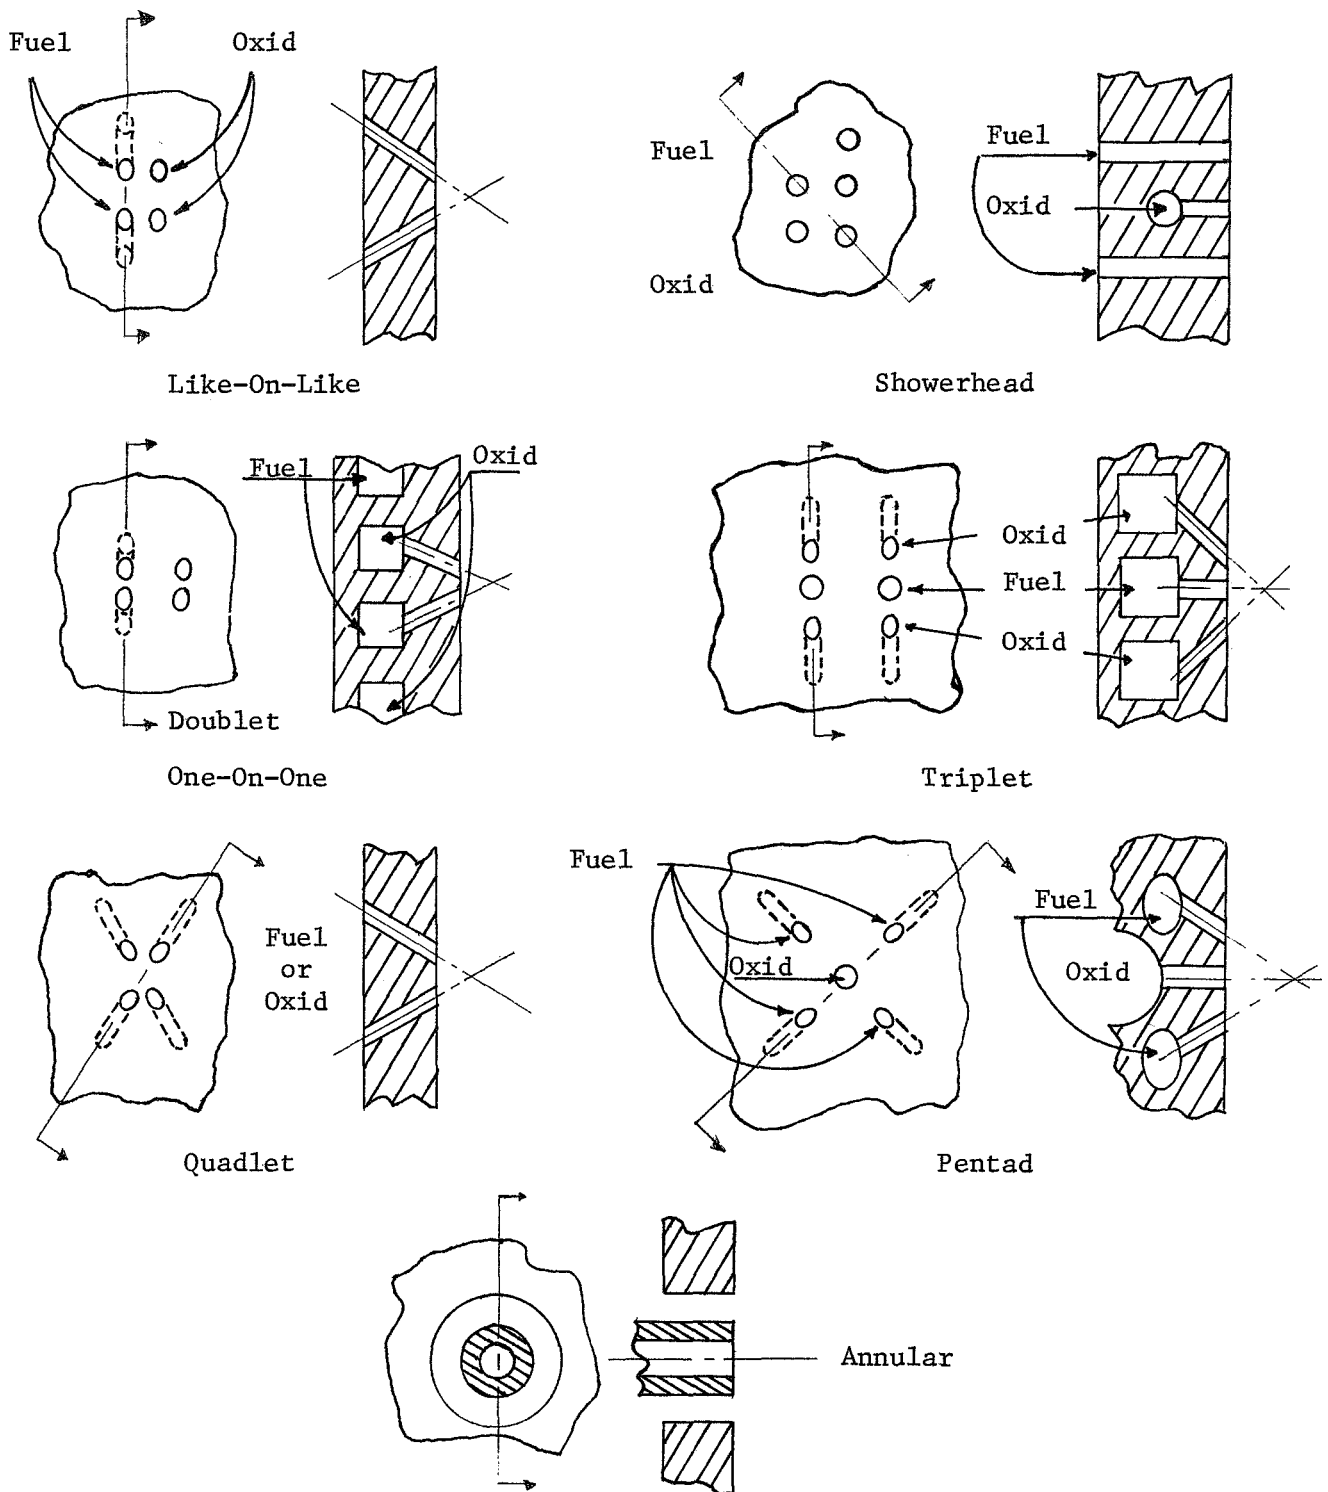 Fuel
Oxid
Like-On-Like
Fuel
Oxid
Fuel
Oxid
Showerhead
Doublet
One-On-One
Fuel
Oxid
Oxid
Fuel
Oxid
Triplet
Fuel
or
Oxid
Quadlet
Fuel
Oxid
Fuel
Oxid
Pentad
Annular